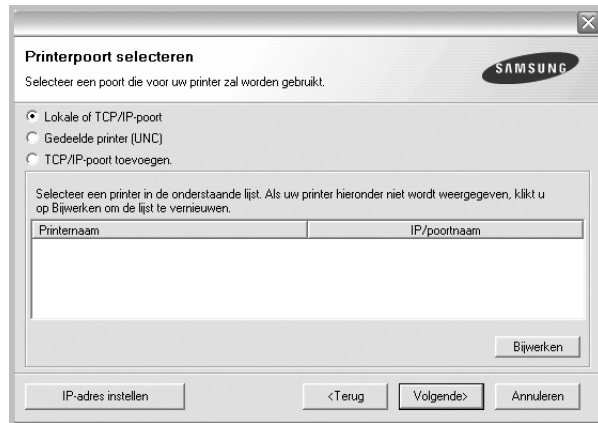 Printerpoort selecteren
Selecteer een poort die voor uw printer zal worden gebruikt.
SAMSUNG
Lokale of TCP/IP-poort
Gedeelde printer (UNC)
TCP/IP-poort toevoegen.
Selecteer een printer in de onderstaande lijst. Als uw printer hieronder niet wordt weergegeven, klikt u
op Bijwerken om de lijst te vernieuwen.
Printernaam IP/poortnaam
Bijwerken
IP-adres instellen <Terug Volgende> Annuleren